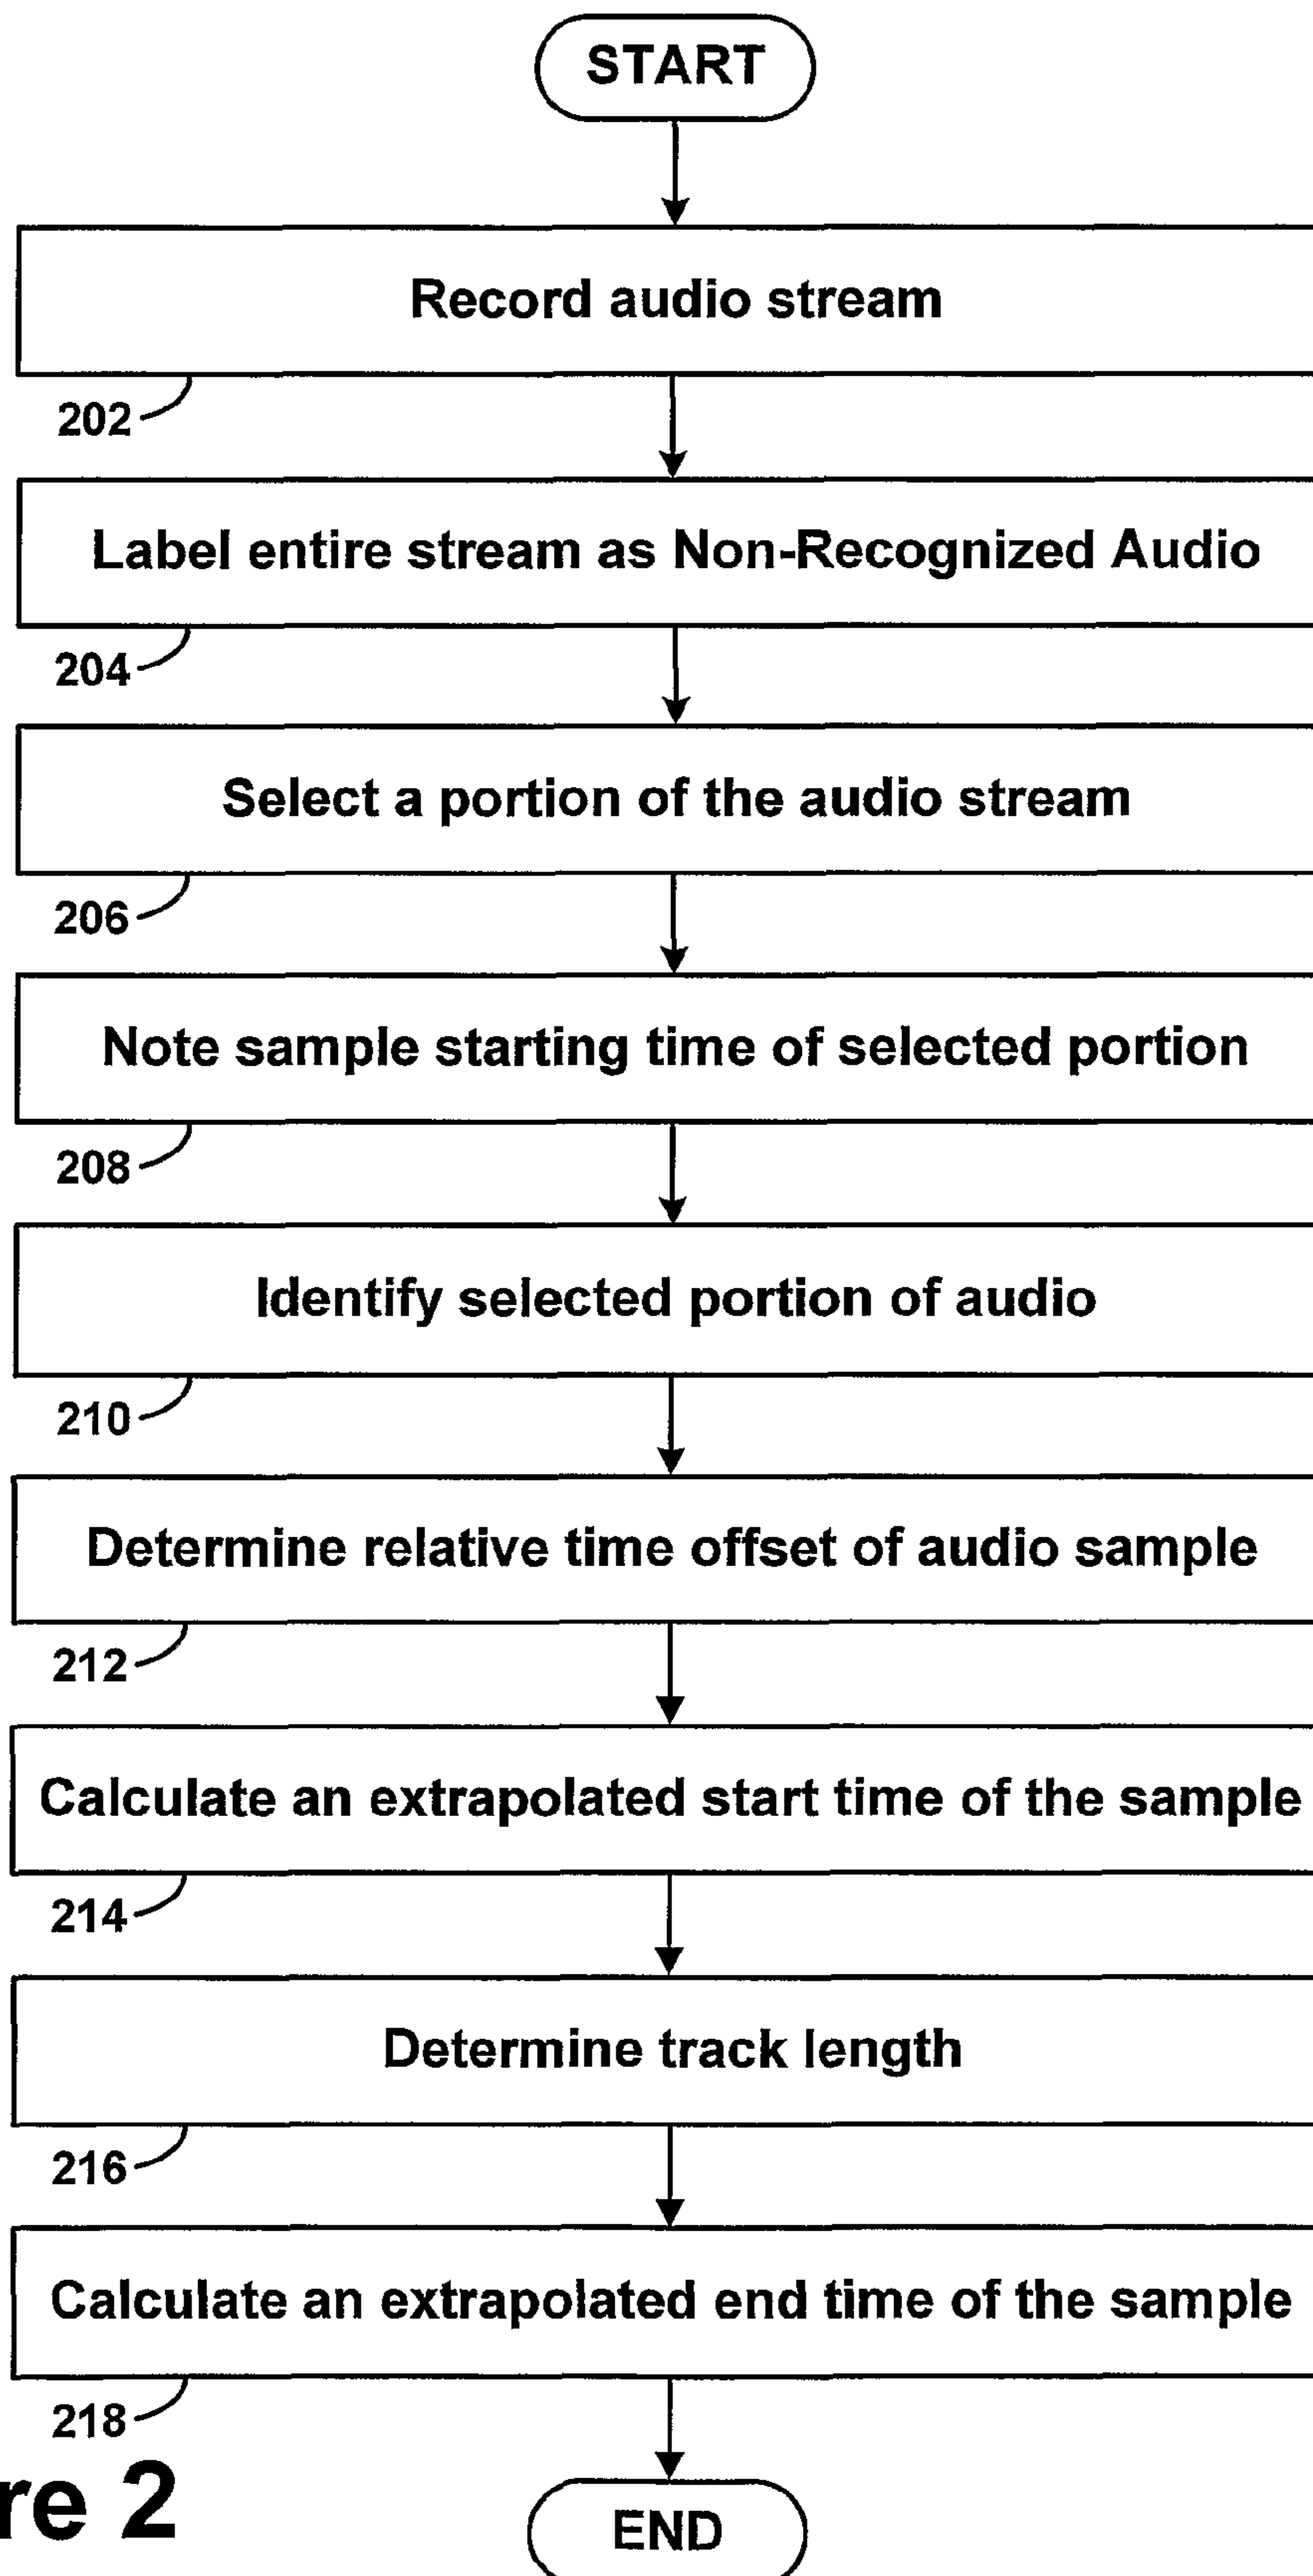 START
Record audio stream
202
Label entire stream as Non-Recognized Audio
204
Select a portion of the audio stream
206
Note sample starting time of selected portion
208
Identify selected portion of audio
210
Determine relative time offset of audio sample
212
Calculate an extrapolated start time of the sample
214
Determine track length
216
Calculate an extrapolated end time of the sample
218
re 2
END